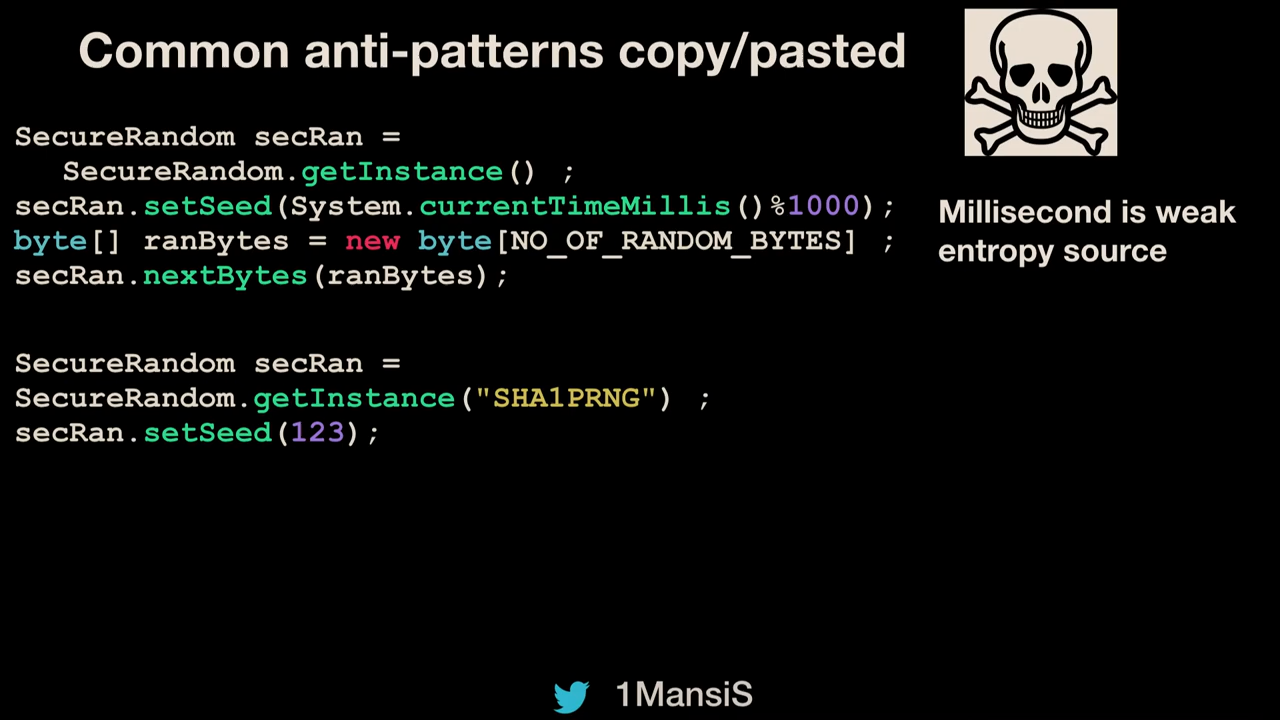 Common anti-patterns copy/pasted
SecureRandom secRan =
SecureRandom.getInstance() ;
secRan.setSeed(System.currentTimeMillis()%1000);
byte[] ranBytes = new byte[NO_OF_RANDOM_BYTES] ;
secRan.nextBytes(ranBytes);
Millisecond is weak
entropy source
SecureRandom secRan =
SecureRandom.getInstance("SHA1PRNG") ;
secRan.setSeed(123);
1MansiS